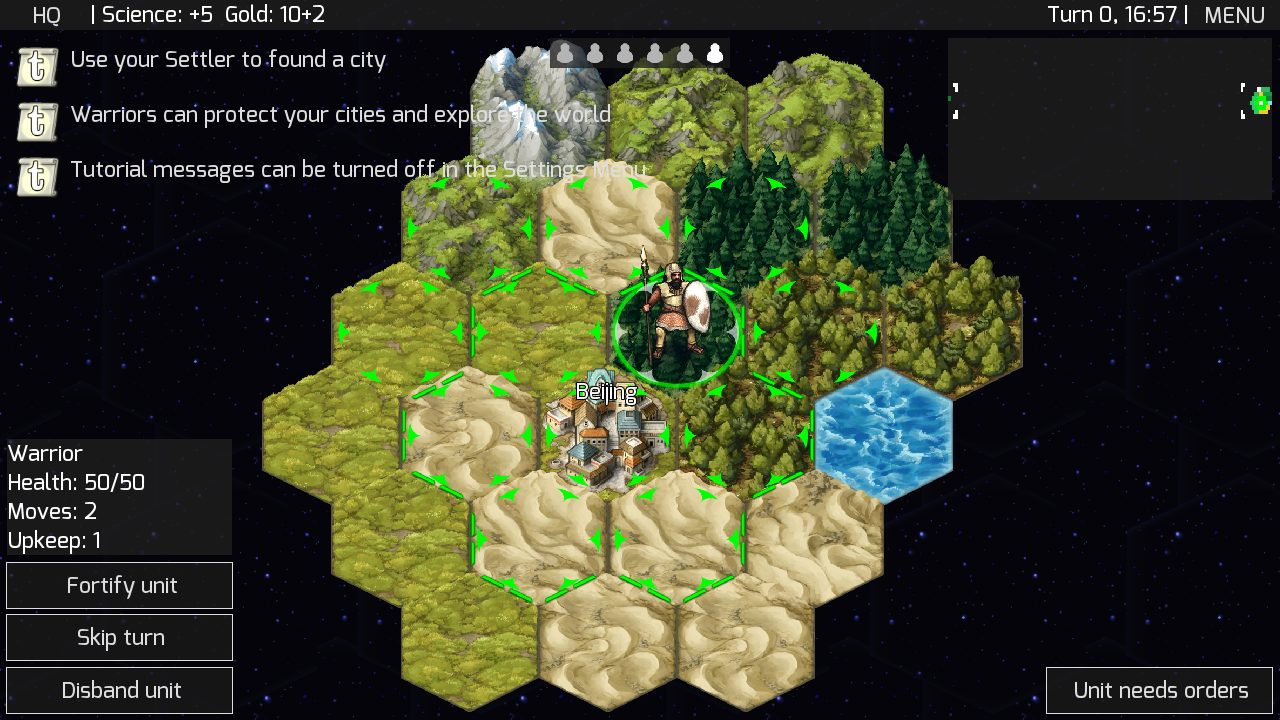 HQ | Science: +5 Gold: 10+2
Turn 0, 16:57 | MENU
Use your Settler to found a city
Warriors can protect your cities and explore the world
Tutorial messages can be turned off in the Settings Menu
Beijing
Warrior
Health: 50/50
Moves: 2
Upkeep: 1
Fortify unit
Skip turn
Disband unit
Unit needs orders